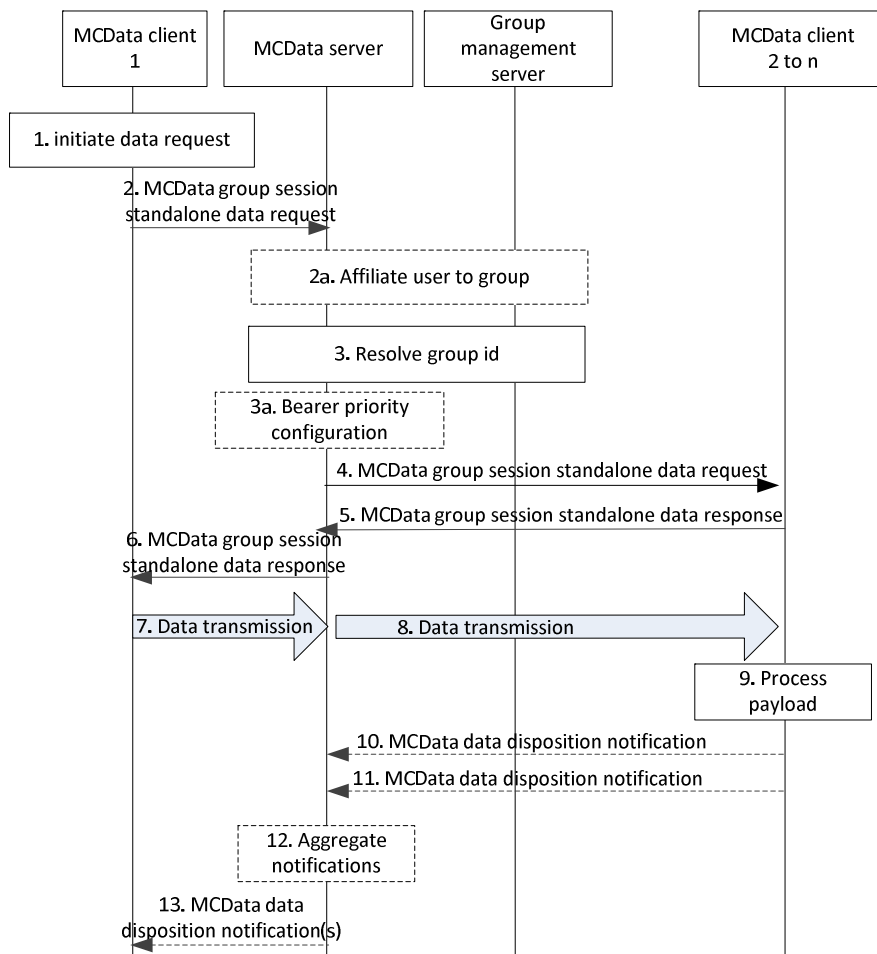 MCData client
1
MCData server
Group
management
server
MCData client
2 to n
1. initiate data request
2. MCData group session
standalone data request
2a. Affiliate user to group
3. Resolve group id
3a. Bearer priority
configuration
4. MCData group session standalone data request
5. MCData group session standalone data response
6. MCData group session
standalone data response
7. Data transmission
8. Data transmission
9. Process
payload
10. MCData data disposition notification
11. MCData data disposition notification
12. Aggregate
notifications
13. MCData data
disposition notification(s)